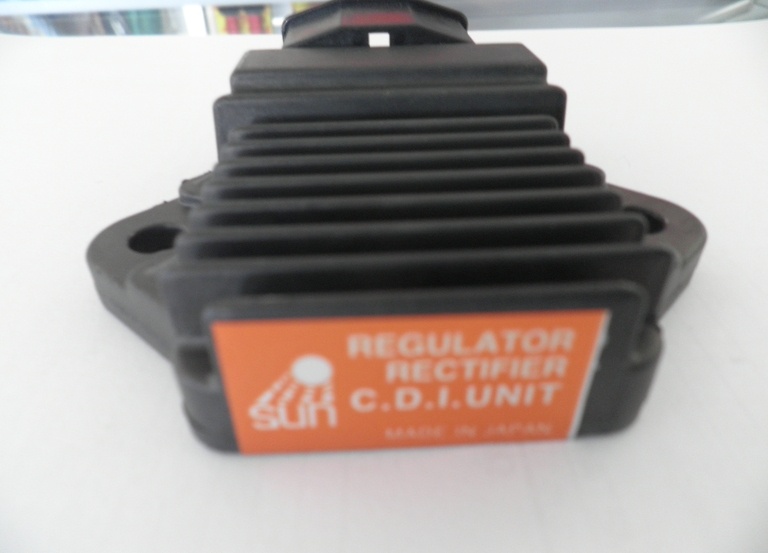 REGULATOR
RECTIFIER
sun
C.D.I.UNIT
MADE IN JAPAN